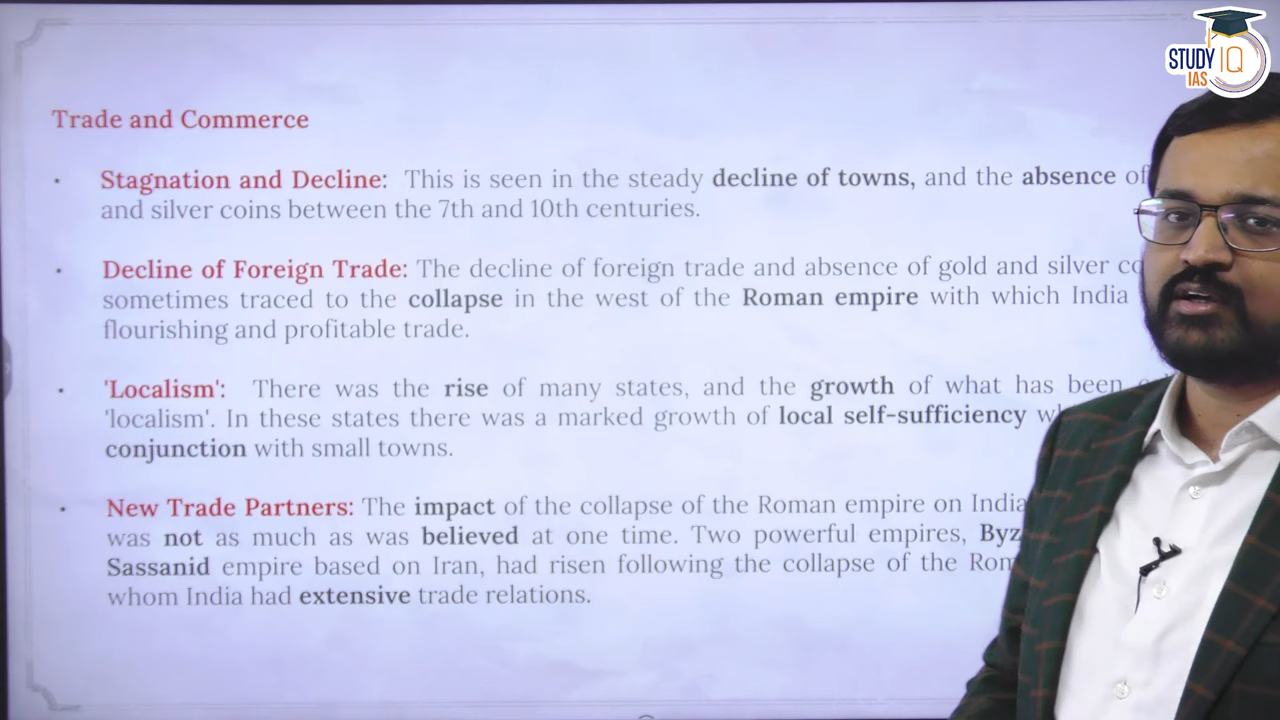 STUDY IQ
IAS
Trade and Commerce
• Stagnation and Decline: This is seen in the steady decline of towns, and the absence of
and silver coins between the 7th and 10th centuries.
• Decline of Foreign Trade: The decline of foreign trade and absence of gold and silver
sometimes traced to the collapse in the west of the Roman empire with which India
flourishing and profitable trade.
• 'Localism': There was the rise of many states, and the growth of what has been
'localism'. In these states there was a marked growth of local self-sufficiency
conjunction with small towns.
• New Trade Partners: The impact of the collapse of the Roman empire on India
was not as much as was believed at one time. Two powerful empires,
Sassanid empire based on Iran, had risen following the collapse of the
whom India had extensive trade relations.